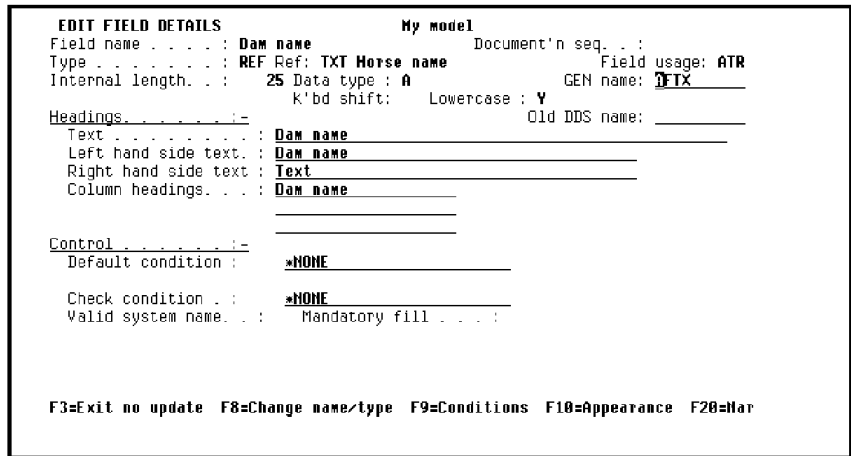 EDIT FIELD DETAILS My model
Field name . . . . : Dam name Document'n seq. . :
Type . . . . . . . : REF Ref: TXT Horse name Field usage: ATR
Internal length. . : 25 Data type : A GEN name: DFTX
K'bd shift: Lowercase : Y
Headings. . . . . . :- Old DDS name:
Text . . . . . . . . : Dam name
Left hand side text. : Dam name
Right hand side text : Text
Column headings. . . : Dam name
Control . . . . . . :-
Default condition : *NONE
Check condition . : *NONE
Valid system name. . : Mandatory fill . . . :
F3=Exit no update F8=Change name/type F9=Conditions F10=Appearance F20=Nar